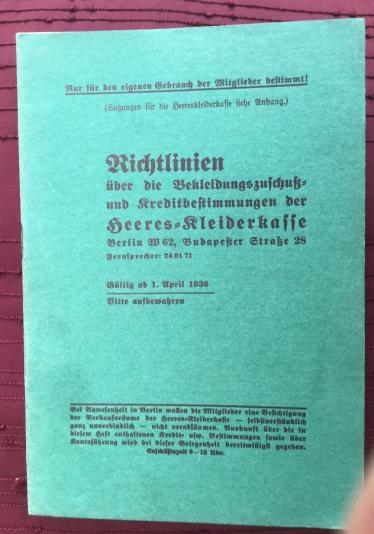 Nur für den eigenen Gebrauch der Mitglieder bestimmt!
(Satzungen für die Heereskleiderkasse siehe Anhang.)
Richtlinien
über die Bekleidungszuschuß-
und Kreditbestimmungen der
Heeres-Kleiderkasse
Berlin W 62, Budapester Straße 28
Fernsprecher: 24 91 71
Gültig ab 1. April 1936
Bitte aufbewahren
Bei Anwesenheit in Berlin wollen die Mitglieder eine Besichtigung
der Verkaufsräume der Heeres-Kleiderkasse – selbstverständlich
ganz unverbindlich – nicht versäumen. Auskunft über die in
diesem Heft enthaltenen Kredit- usw. Bestimmungen sowie über
Kontoführung wird bei dieser Gelegenheit bereitwilligst gegeben.
Geschäftszeit 9–18 Uhr.